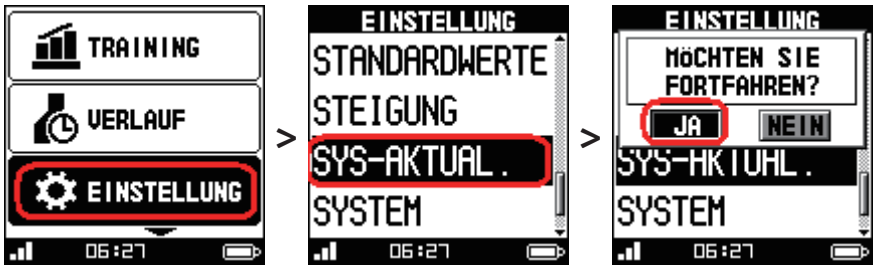 TRAINING
VERLAUF
EINSTELLUNG
06:27
>
EINSTELLUNG
STANDARDWERTE
STEIGUNG
SYS-AKTUAL.
SYSTEM
06:27
>
EINSTELLUNG
MöCHTEN SIE
FORTFAHREN?
JA NEIN
SYS-AKTUAL.
SYSTEM
06:27